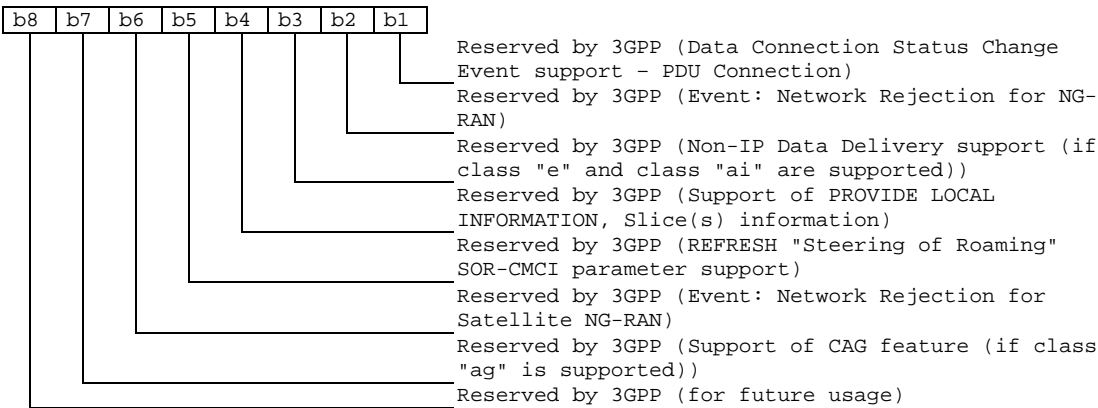 b8 b7 b6 b5 b4 b3 b2 b1
Reserved by 3GPP (Data Connection Status Change
Event support – PDU Connection)
Reserved by 3GPP (Event: Network Rejection for NG-
RAN)
Reserved by 3GPP (Non-IP Data Delivery support (if
class "e" and class "ai" are supported))
Reserved by 3GPP (Support of PROVIDE LOCAL
INFORMATION, Slice(s) information)
Reserved by 3GPP (REFRESH "Steering of Roaming"
SOR-CMCI parameter support)
Reserved by 3GPP (Event: Network Rejection for
Satellite NG-RAN)
Reserved by 3GPP (Support of CAG feature (if class
"ag" is supported))
Reserved by 3GPP (for future usage)